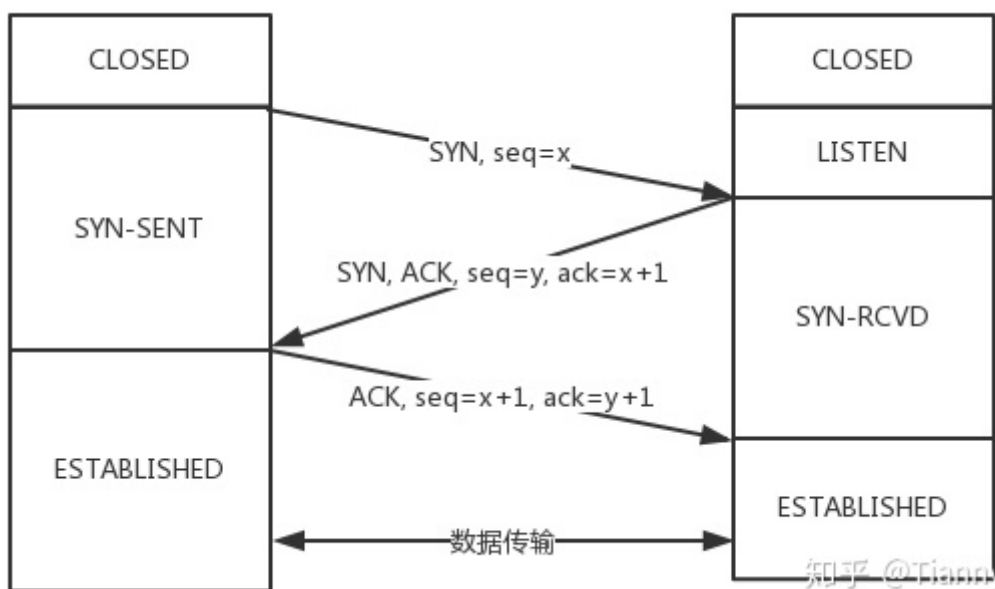 CLOSED
CLOSED
SYN, seq=x
LISTEN
SYN-SENT
SYN, ACK, seq=y, ack=x+1
SYN-RCVD
ACK, seq=x+1, ack=y+1
ESTABLISHED
ESTABLISHED
数据传输
知乎 @Tiann